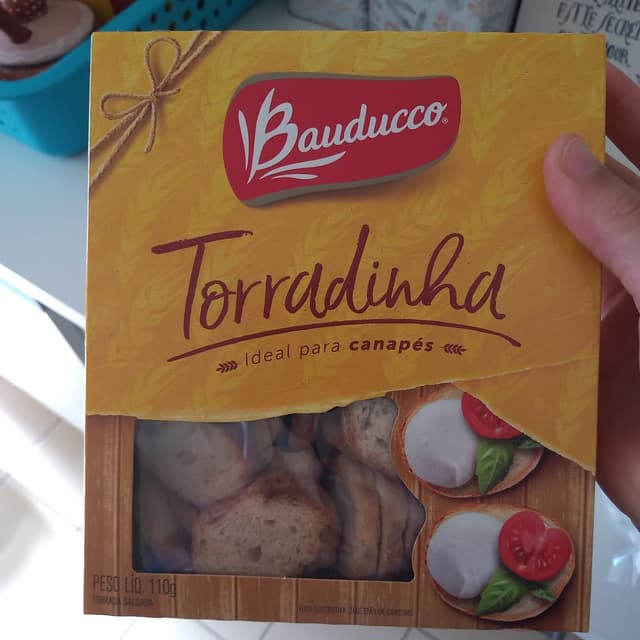 Bauducco®
Torradinha
Ideal para canapés
PESO LÍQ. 110g
TORRADA SALGADA